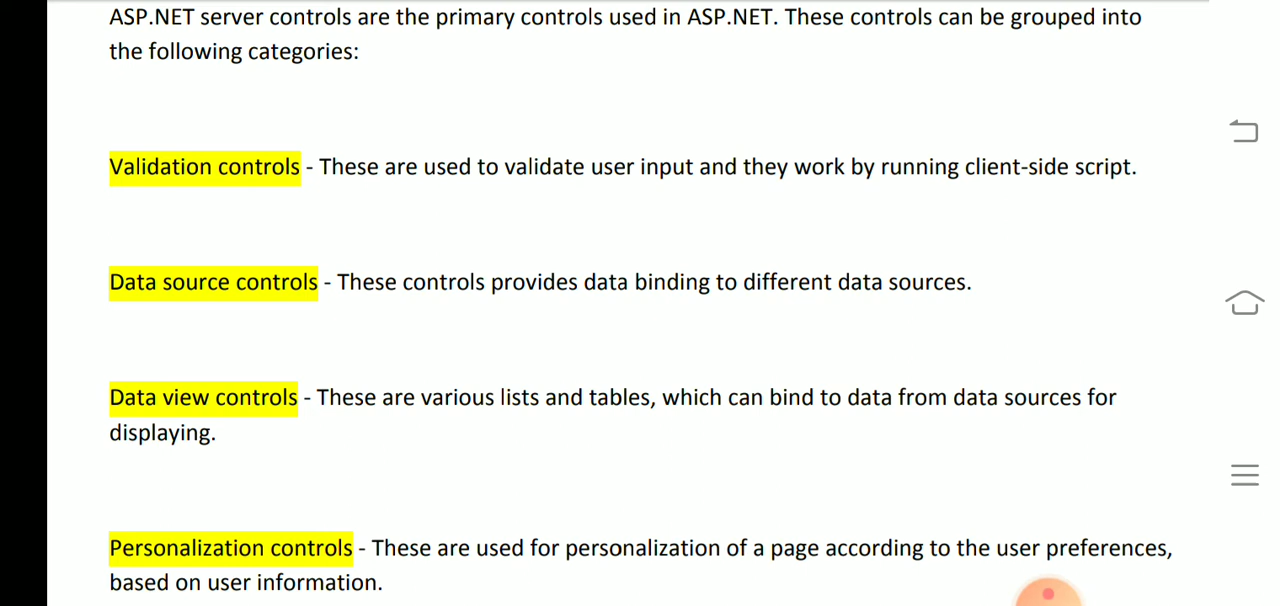 ASP.NET server controls are the primary controls used in ASP.NET. These controls can be grouped into
the following categories:
Validation controls - These are used to validate user input and they work by running client-side script.
Data source controls - These controls provides data binding to different data sources.
Data view controls - These are various lists and tables, which can bind to data from data sources for
displaying.
Personalization controls - These are used for personalization of a page according to the user preferences,
based on user information.